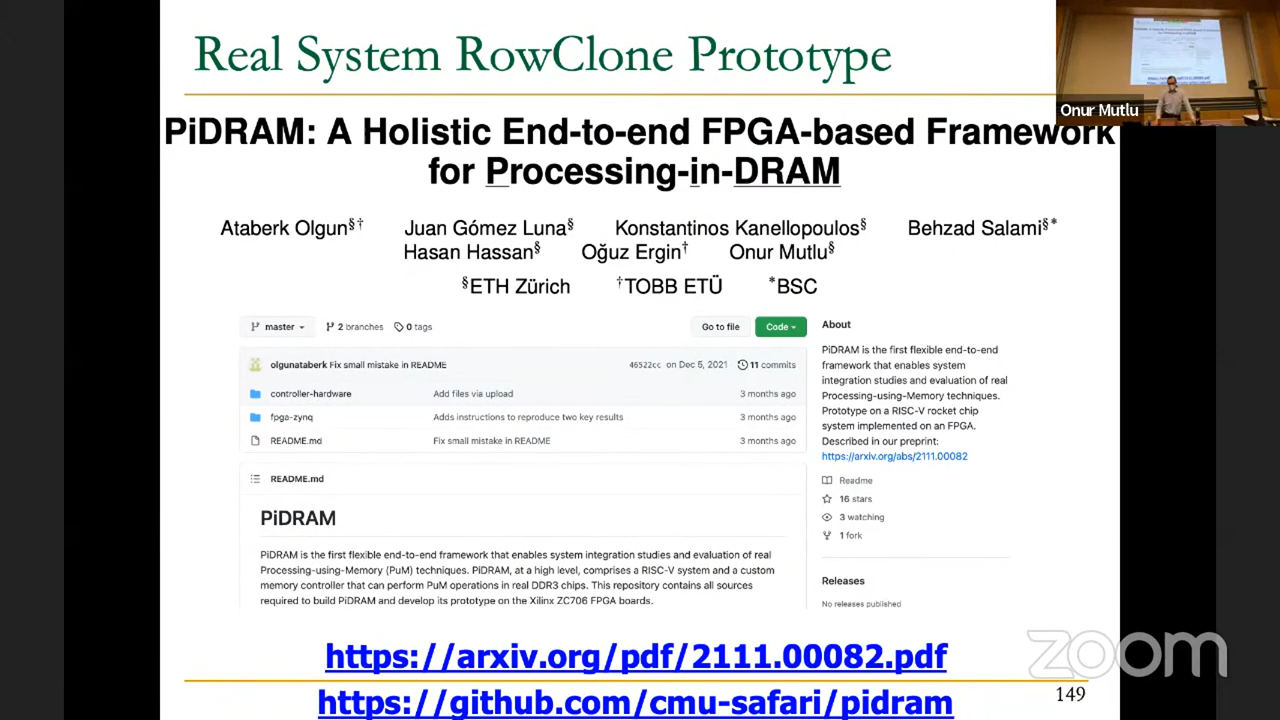 Real System RowClone Prototype
Onur Mutlu
PiDRAM: A Holistic End-to-end FPGA-based Framework
for Processing-in-DRAM
Ataberk Olgun§† Juan Gómez Luna§ Konstantinos Kanellopoulos§ Behzad Salami§*
Hasan Hassan§ Oğuz Ergin† Onur Mutlu§
§ETH Zürich †TOBB ETÜ *BSC
master 2 branches 0 tags Go to file Code
olgunataberk Fix small mistake in README 46522cc on Dec 5, 2021 11 commits
controller-hardware Add files via upload 3 months ago
fpga-zynq Adds instructions to reproduce two key results 3 months ago
README.md Fix small mistake in README 3 months ago
README.md
PiDRAM
PiDRAM is the first flexible end-to-end framework that enables system integration studies and evaluation of real
Processing-using-Memory (PuM) techniques. PiDRAM, at a high level, comprises a RISC-V system and a custom
memory controller that can perform PuM operations in real DDR3 chips. This repository contains all sources
required to build PiDRAM and develop its prototype on the Xilinx ZC706 FPGA boards.
About
PiDRAM is the first flexible end-to-end
framework that enables system
integration studies and evaluation of real
Processing-using-Memory techniques.
Prototype on a RISC-V rocket chip
system implemented on an FPGA.
Described in our preprint:
https://arxiv.org/abs/2111.00082
Readme
16 stars
3 watching
1 fork
Releases
No releases published
https://arxiv.org/pdf/2111.00082.pdf
https://github.com/cmu-safari/pidram
149
zoom